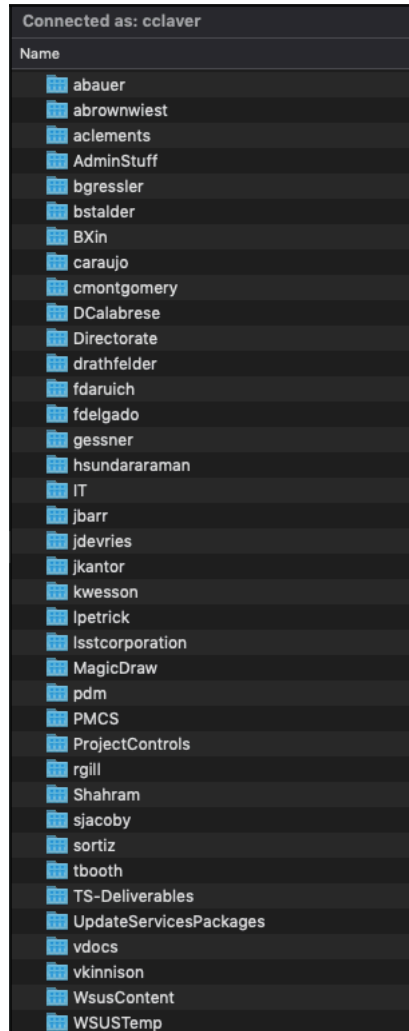 Connected as: cclaver
Name
abauer
abrownwiest
aclements
AdminStuff
bgressler
bstalder
BXin
caraujo
cmontgomery
DCalabrese
Directorate
drathfelder
fdaruich
fdelgado
gessner
hsundararaman
IT
jbarr
jdevries
jkantor
kwesson
lpetrick
lsstcorporation
MagicDraw
pdm
PMCS
ProjectControls
rgill
Shahram
sjacoby
sortiz
tbooth
TS-Deliverables
UpdateServicesPackages
vdocs
vkinnison
WsusContent
WSUSTemp